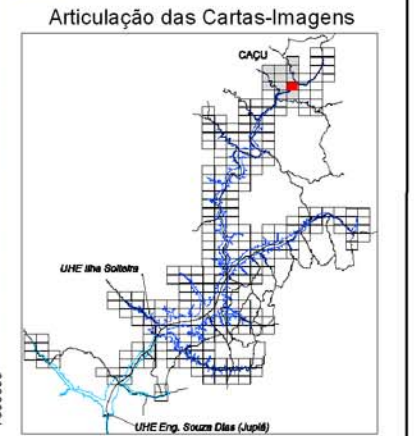 Articulação das Cartas-Imagens
CAÇU
UHE Ilha Solteira
UHE Eng. Souza Dias (Jupiá)